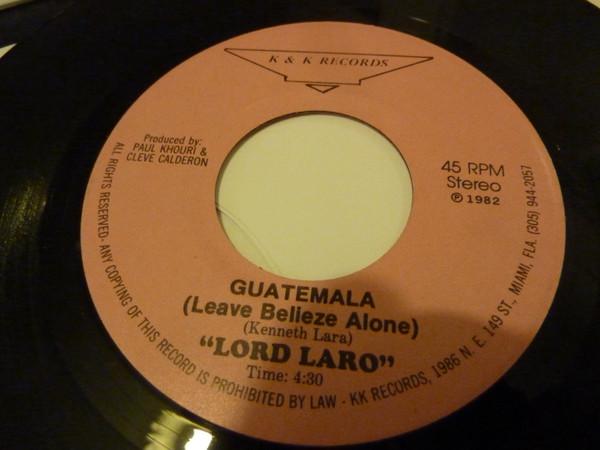 K & K RECORDS
Produced by:
PAUL KHOURI &
CLEVE CALDERON
45 RPM
Stereo
℗ 1982
GUATEMALA
(Leave Belieze Alone)
(Kenneth Lara)
"LORD LARO"
Time: 4:30
ALL RIGHTS RESERVED- ANY COPYING OF THIS RECORD IS PROHIBITED BY LAW - KK RECORDS, 1986 N. E. 149 ST., MIAMI, FLA. (305) 944-2057